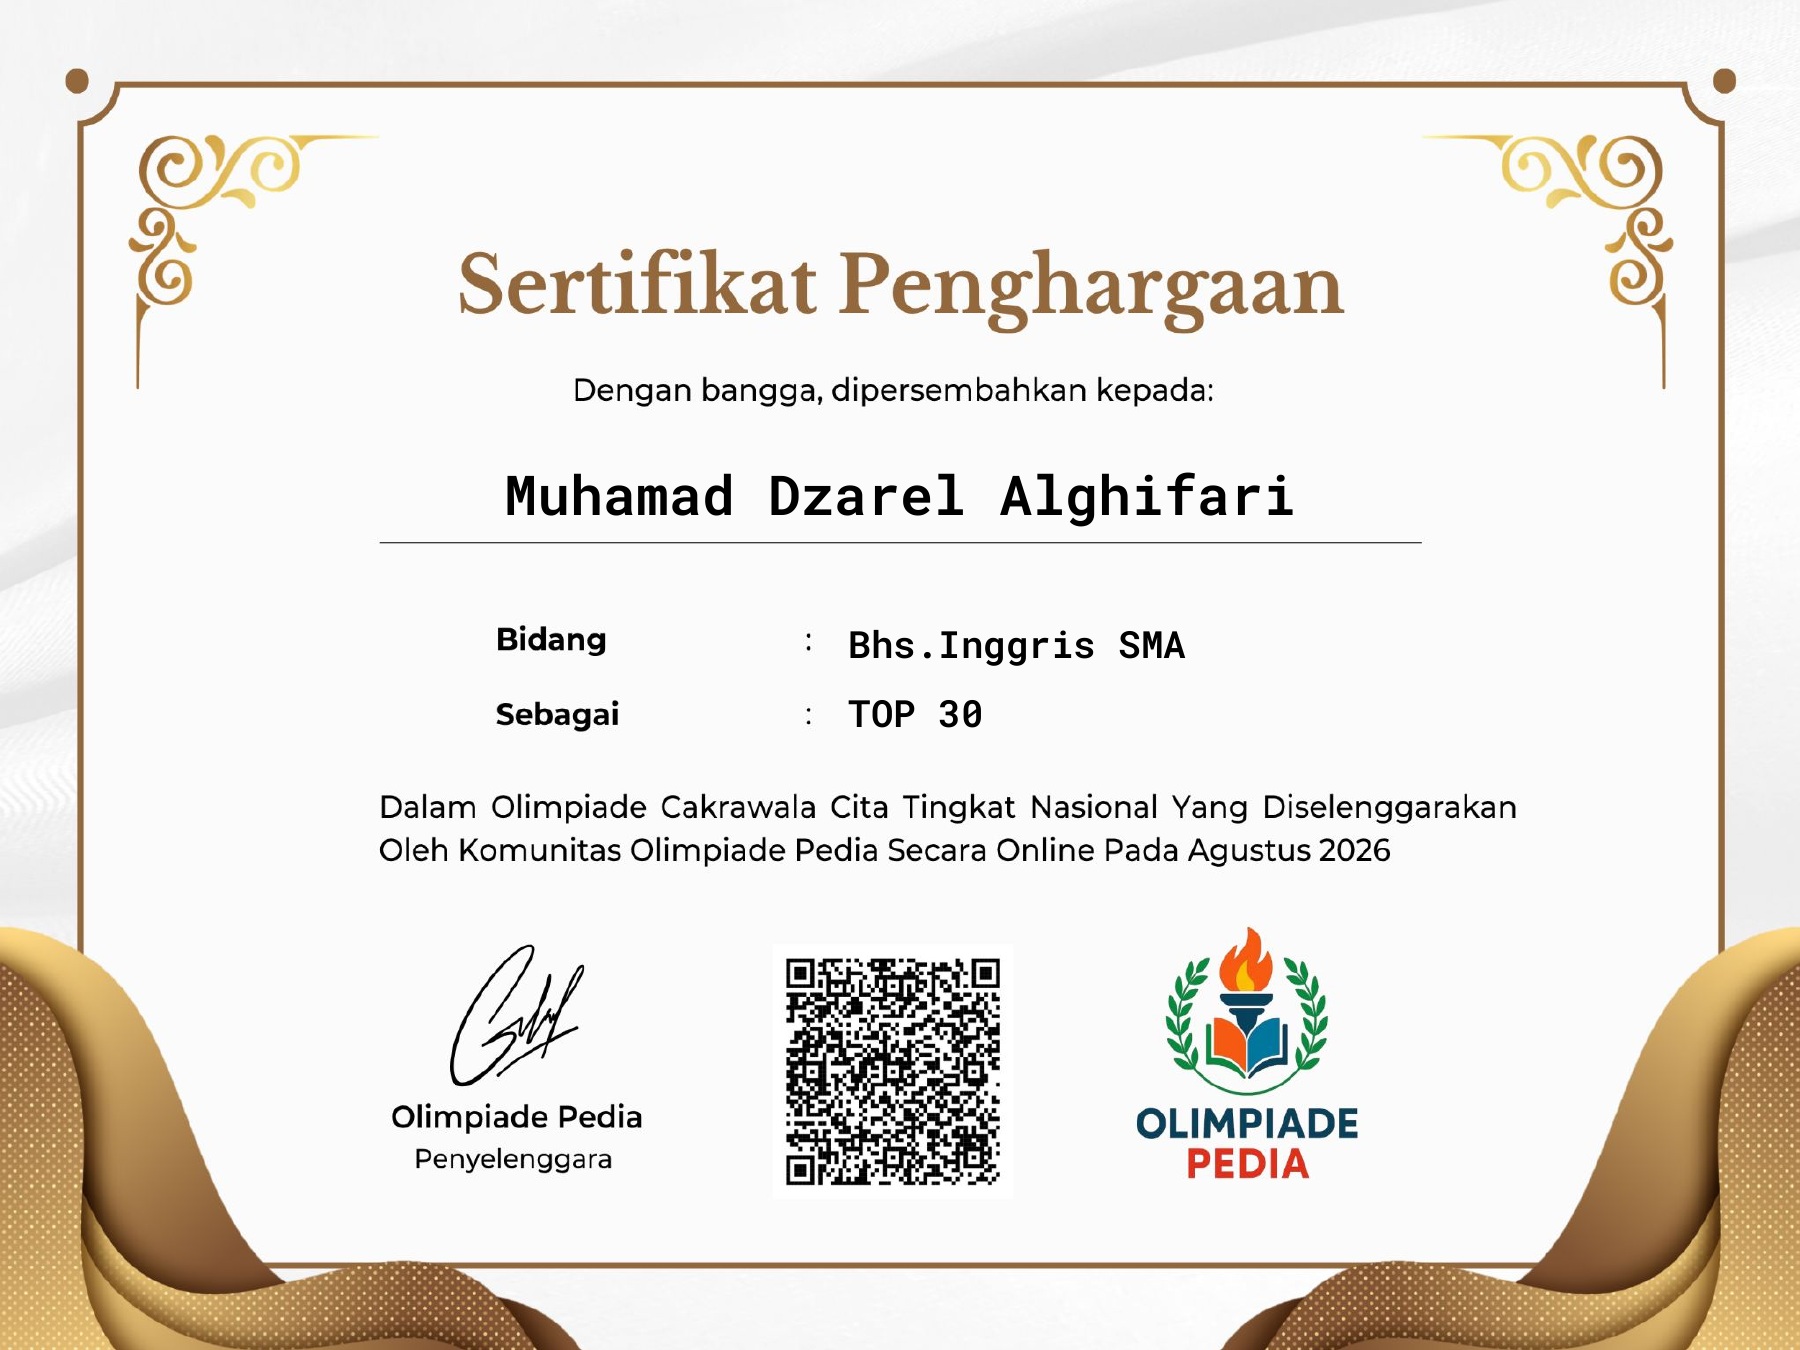 Sertifikat Penghargaan
Dengan bangga, dipersembahkan kepada:
Muhamad Dzarel Alghifari
Bidang : Bhs.Inggris SMA
Sebagai : TOP 30
Dalam Olimpiade Cakrawala Cita Tingkat Nasional Yang Diselenggarakan
Oleh Komunitas Olimpiade Pedia Secara Online Pada Agustus 2026
Olimpiade Pedia
Penyelenggara
OLIMPIADE
PEDIA